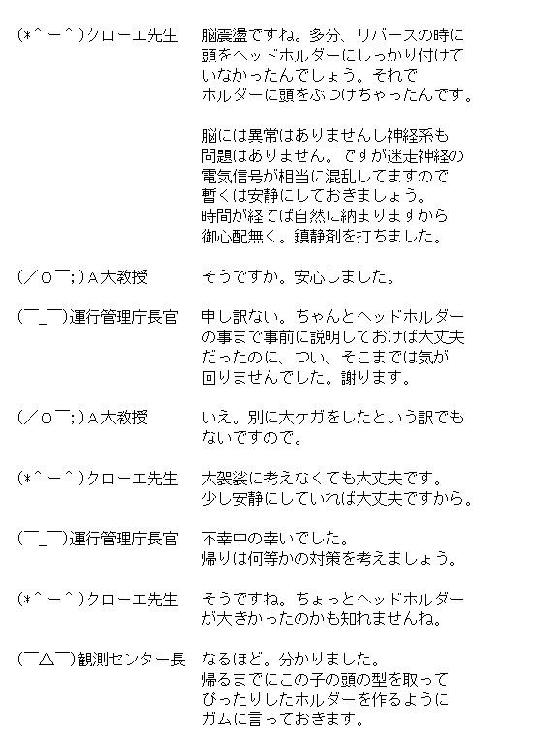 (*＾ー＾)クローエ先生　脳震盪ですね。多分、リバースの時に
頭をヘッドホルダーにしっかり付けて
いなかったんでしょう。それで
ホルダーに頭をぶつけちゃったんです。
脳には異常はありませんし神経系も
問題はありません。ですが迷走神経の
電気信号が相当に混乱してますので
暫くは安静にしておきましょう。
時間が経てば自然に納まりますから
御心配無く。鎮静剤を打ちました。
(／０￣;)Ａ大教授　そうですか。安心しました。
(￣_￣)運行管理庁長官　申し訳ない。ちゃんとヘッドホルダー
の事まで事前に説明しておけば大丈夫
だったのに、つい、そこまでは気が
回りませんでした。謝ります。
(／０￣;)Ａ大教授　いえ。別に大ケガをしたという訳でも
ないですので。
(*＾ー＾)クローエ先生　大袈裟に考えなくても大丈夫です。
少し安静にしていれば大丈夫ですから。
(￣_￣)運行管理庁長官　不幸中の幸いでした。
帰りは何等かの対策を考えましょう。
(*＾ー＾)クローエ先生　そうですね。ちょっとヘッドホルダー
が大きかったのかも知れませんね。
(￣△￣)観測センター長　なるほど。分かりました。
帰るまでにこの子の頭の型を取って
ぴったりしたホルダーを作るように
ガムに言っておきます。